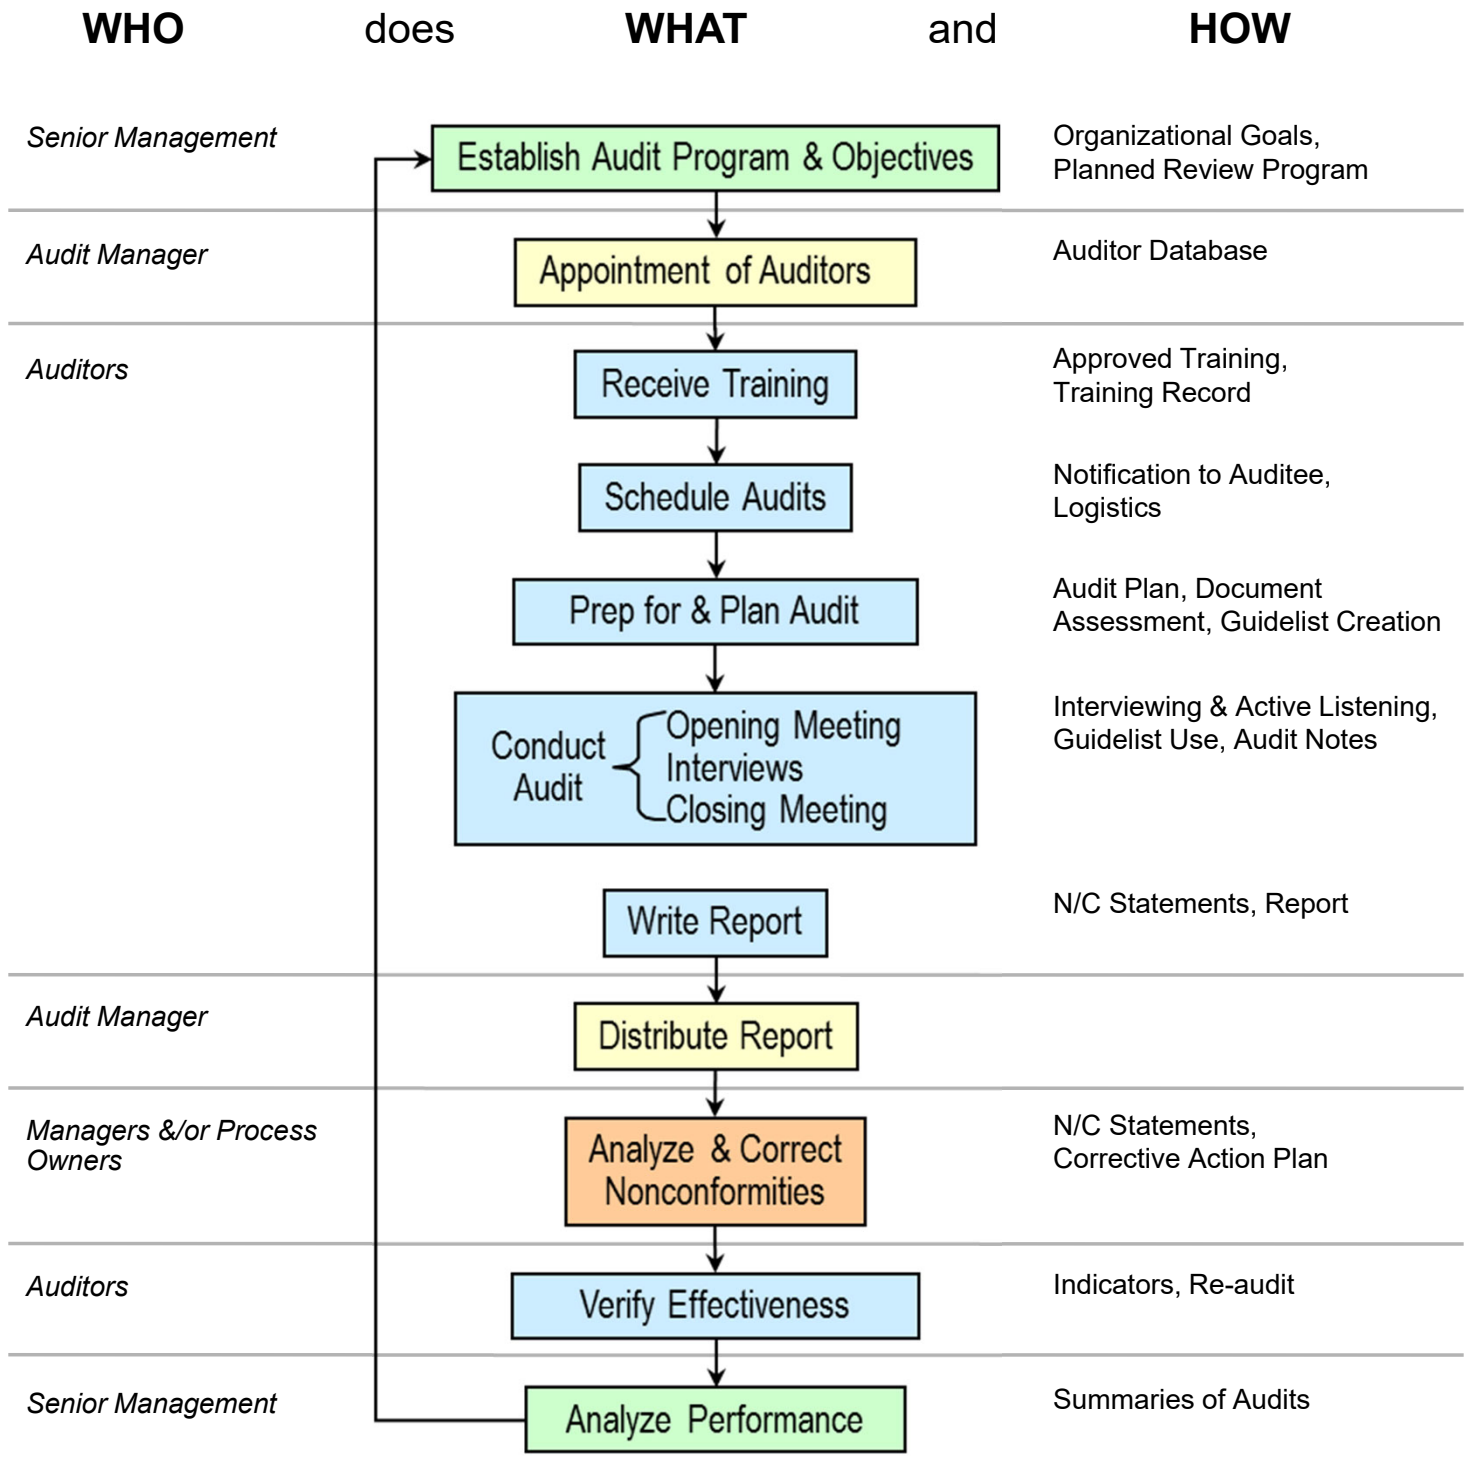 WHO does WHAT and HOW
Senior Management
Establish Audit Program & Objectives
Organizational Goals,
Planned Review Program
Audit Manager
Appointment of Auditors
Auditor Database
Auditors
Receive Training
Approved Training,
Training Record
Schedule Audits
Notification to Auditee,
Logistics
Prep for & Plan Audit
Audit Plan, Document
Assessment, Guidelist Creation
Conduct
Audit
Opening Meeting
Interviews
Closing Meeting
Interviewing & Active Listening,
Guidelist Use, Audit Notes
Write Report
N/C Statements, Report
Audit Manager
Distribute Report
Managers &/or Process
Owners
Analyze & Correct
Nonconformities
N/C Statements,
Corrective Action Plan
Auditors
Verify Effectiveness
Indicators, Re-audit
Senior Management
Analyze Performance
Summaries of Audits